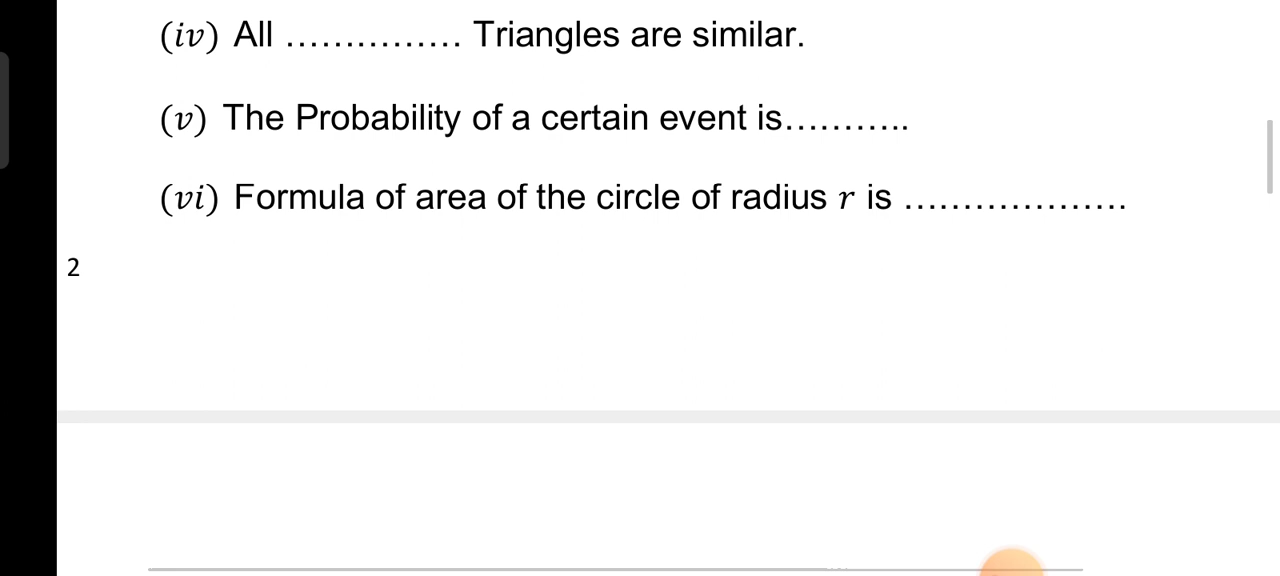 (iv) All ............... Triangles are similar.
(v) The Probability of a certain event is...........
(vi) Formula of area of the circle of radius r is ...................
2